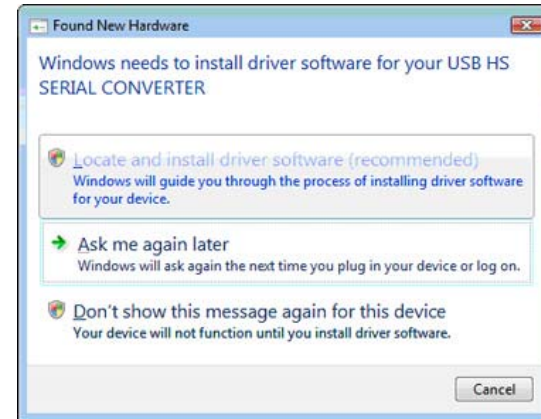 Found New Hardware
Windows needs to install driver software for your USB HS
SERIAL CONVERTER
Locate and install driver software (recommended)
Windows will guide you through the process of installing driver software
for your device.
Ask me again later
Windows will ask again the next time you plug in your device or log on.
Don't show this message again for this device
Your device will not function until you install driver software.
Cancel